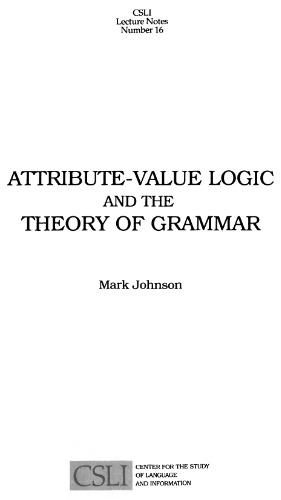 CSLI
Lecture Notes
Number 16
ATTRIBUTE-VALUE LOGIC
AND THE
THEORY OF GRAMMAR
Mark Johnson
CSLI
CENTER FOR THE STUDY
OF LANGUAGE
AND INFORMATION